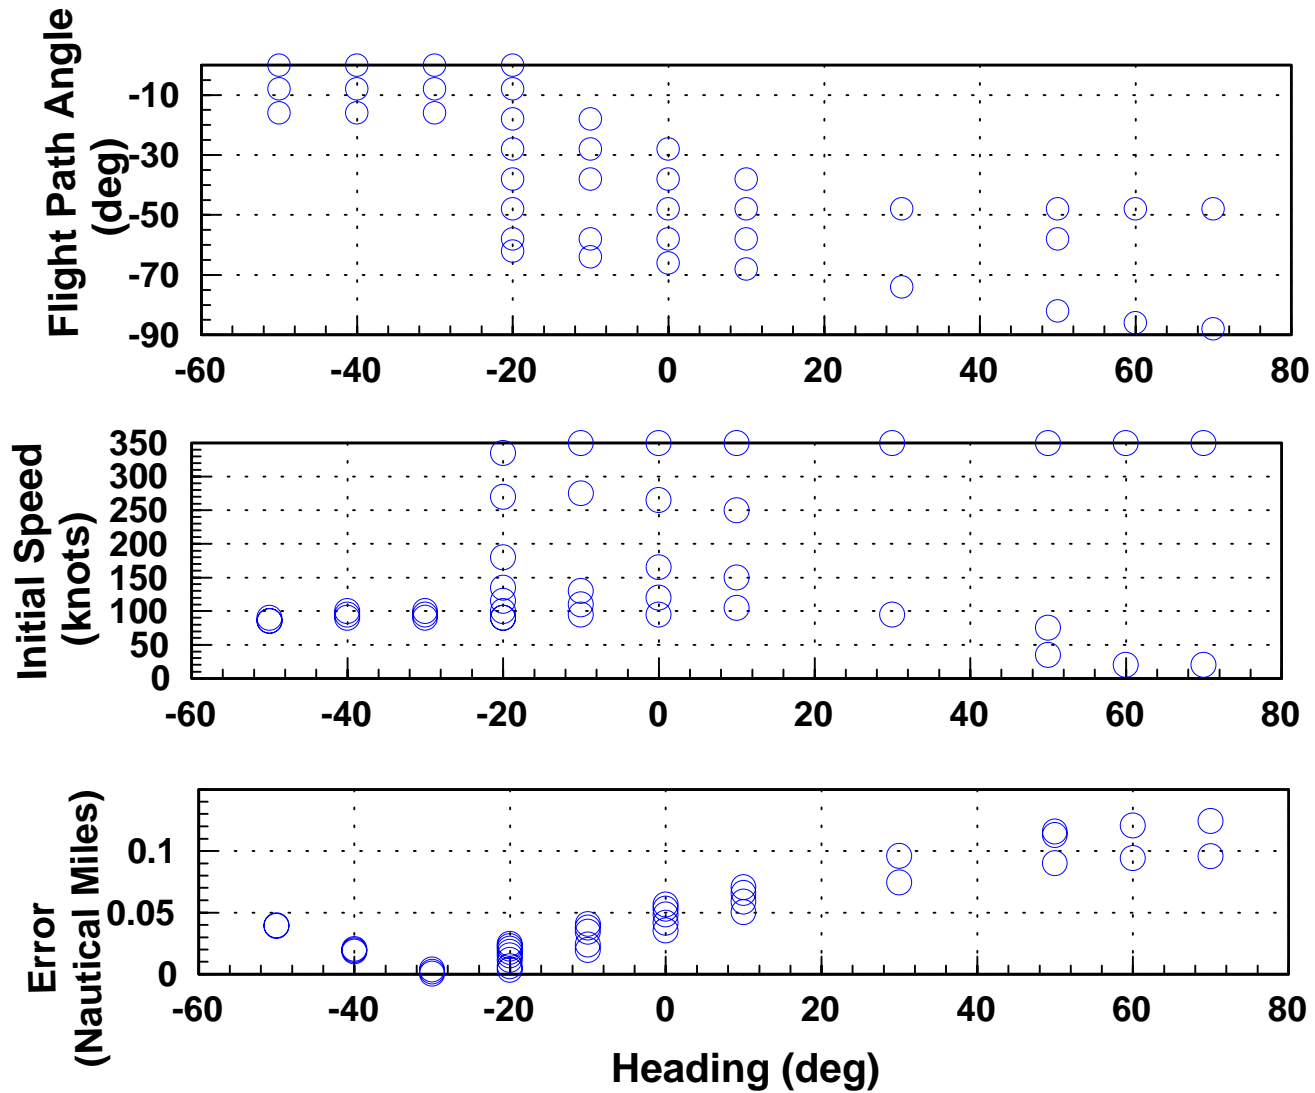 Flight Path Angle
(deg)
-10
-30
-50
-70
-90
-60 -40 -20 0 20 40 60 80
Initial Speed
(knots)
350
300
250
200
150
100
50
0
-60 -40 -20 0 20 40 60 80
Error
(Nautical Miles)
0.1
0.05
0
-60 -40 -20 0 20 40 60 80
Heading (deg)